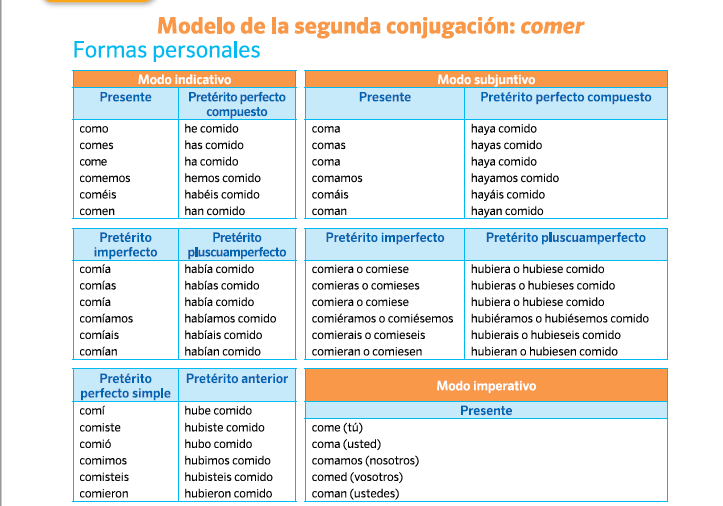 Modelo de la segunda conjugación: comer
Formas personales
Modo indicativo
Presente
Pretérito perfecto
compuesto
como
he comido
comes
has comido
come
ha comido
comemos
hemos comido
coméis
habéis comido
comen
han comido
Modo subjuntivo
Presente
Pretérito perfecto compuesto
coma
haya comido
comas
hayas comido
coma
haya comido
comamos
hayamos comido
comáis
hayáis comido
coman
hayan comido
Pretérito
imperfecto
Pretérito
pluscuamperfecto
comía
había comido
comías
habías comido
comía
había comido
comíamos
habíamos comido
comíais
habíais comido
comían
habían comido
Pretérito imperfecto
Pretérito pluscuamperfecto
comiera o comiese
hubiera o hubiese comido
comieras o comieses
hubieras o hubieses comido
comiera o comiese
hubiera o hubiese comido
comiéramos o comiésemos
hubiéramos o hubiésemos comido
comierais o comieseis
hubierais o hubieseis comido
comieran o comiesen
hubieran o hubiesen comido
Pretérito
perfecto simple
Pretérito anterior
comí
hube comido
comiste
hubiste comido
comió
hubo comido
comimos
hubimos comido
comisteis
hubisteis comido
comieron
hubieron comido
Modo imperativo
Presente
come (tú)
coma (usted)
comamos (nosotros)
comed (vosotros)
coman (ustedes)